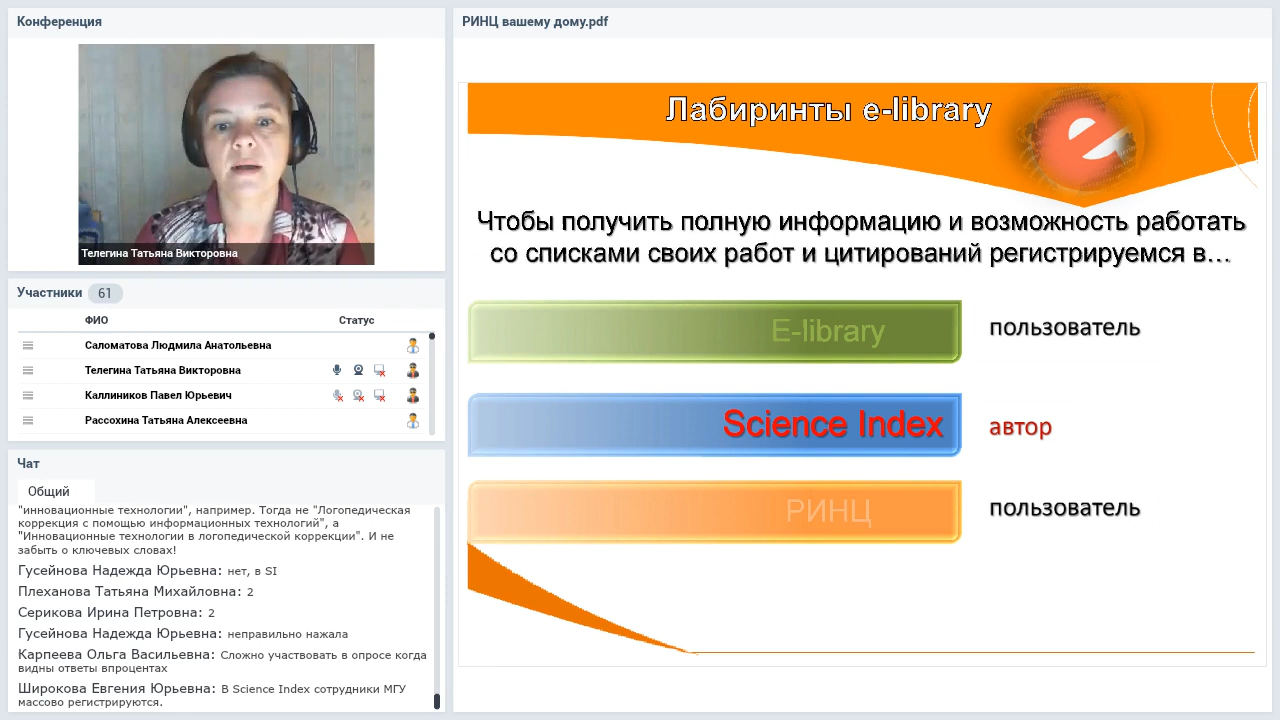 Конференция
Телегина Татьяна Викторовна
Участники 61
ФИО Статус
Саломатова Людмила Анатольевна
Телегина Татьяна Викторовна
Каллиников Павел Юрьевич
Рассохина Татьяна Алексеевна
Чат
Общий
"инновационные технологии", например. Тогда не "Логопедическая
коррекция с помощью информационных технологий", а
"Инновационные технологии в логопедической коррекции". И не
забыть о ключевых словах!
Гусейнова Надежда Юрьевна: нет, в SI
Плеханова Татьяна Михайловна: 2
Серикова Ирина Петровна: 2
Гусейнова Надежда Юрьевна: неправильно нажала
Карпеева Ольга Васильевна: Сложно участвовать в опросе когда
видны ответы впроцентах
Широкова Евгения Юрьевна: В Science Index сотрудники МГУ
массово регистрируются.
РИНЦ вашему дому.pdf
Лабиринты e-library
Чтобы получить полную информацию и возможность работать
со списками своих работ и цитирований регистрируемся в…
E-library пользователь
Science Index автор
РИНЦ пользователь